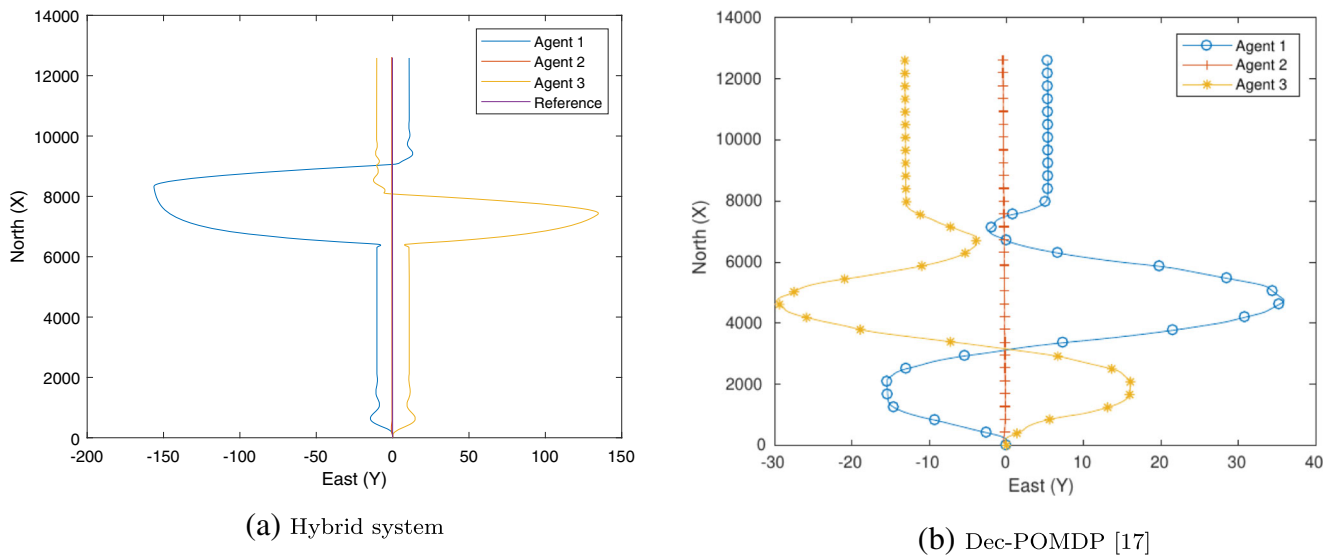 14000
12000
10000
8000
6000
4000
2000
0
North (X)
-200 -150 -100 -50 0 50 100 150
East (Y)
Agent 1
Agent 2
Agent 3
Reference
(a) Hybrid system
14000
12000
10000
8000
6000
4000
2000
0
North (X)
-30 -20 -10 0 10 20 30 40
East (Y)
Agent 1
Agent 2
Agent 3
(b) Dec-POMDP [17]